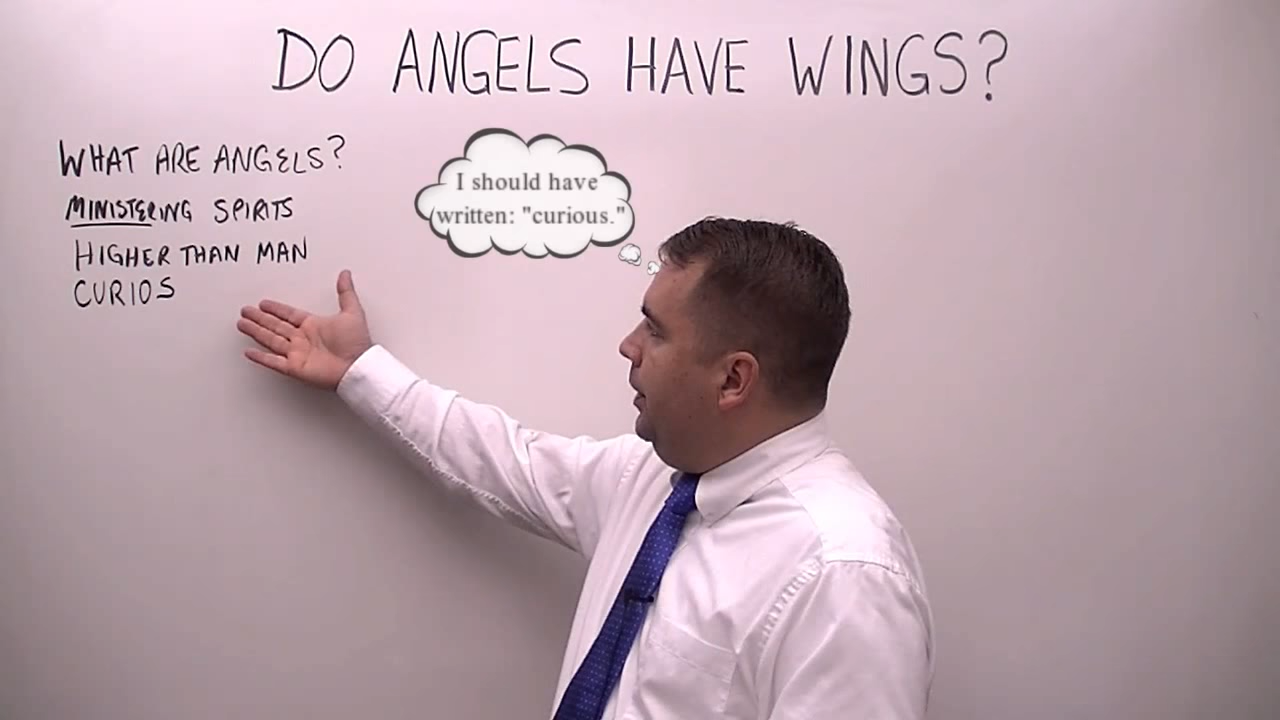 DO ANGELS HAVE WINGS?
WHAT ARE ANGELS?
MINISTERING SPIRITS
HIGHER THAN MAN
CURIOS
I should have
written: "curious."